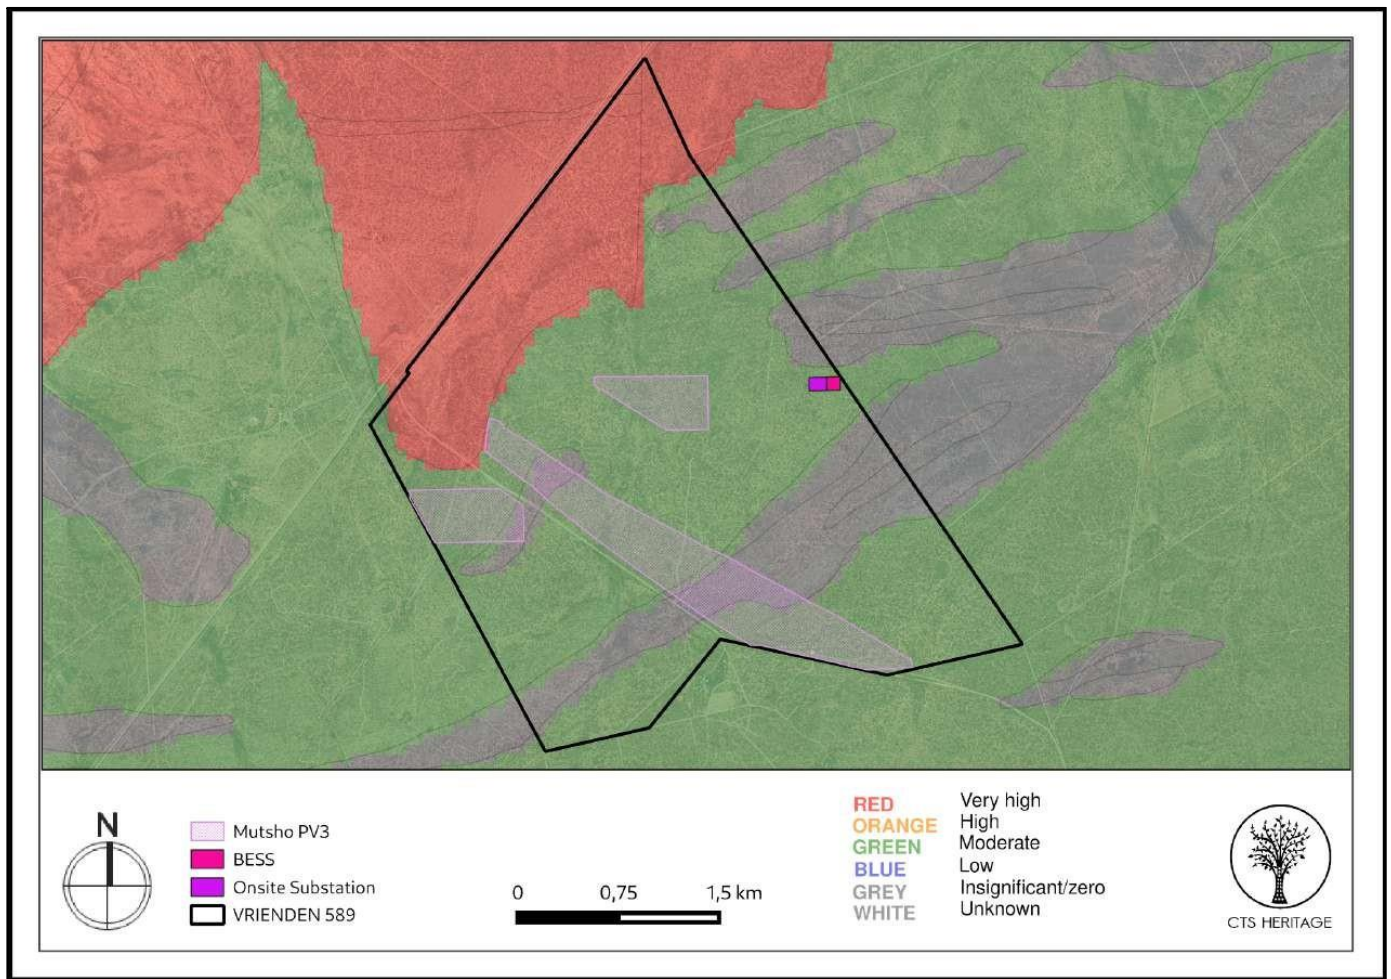 N
Mutsho PV3
BESS
Onsite Substation
VRIENDEN 589
0 0,75 1,5 km
RED Very high
ORANGE High
GREEN Moderate
BLUE Low
GREY Insignificant/zero
WHITE Unknown
CTS HERITAGE